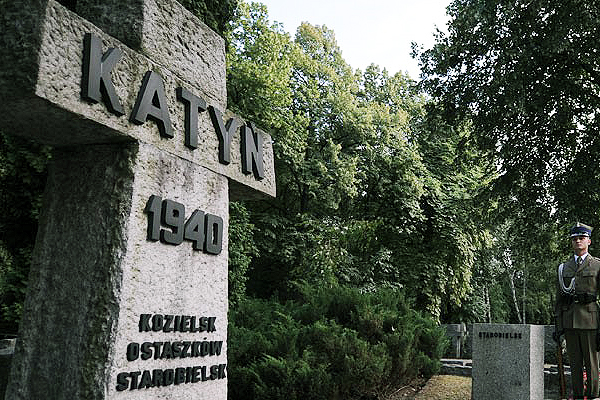 KATYN
1940
KOZIELSK
OSTASZKÓW
STAROBIELSK
STAROBIELSK